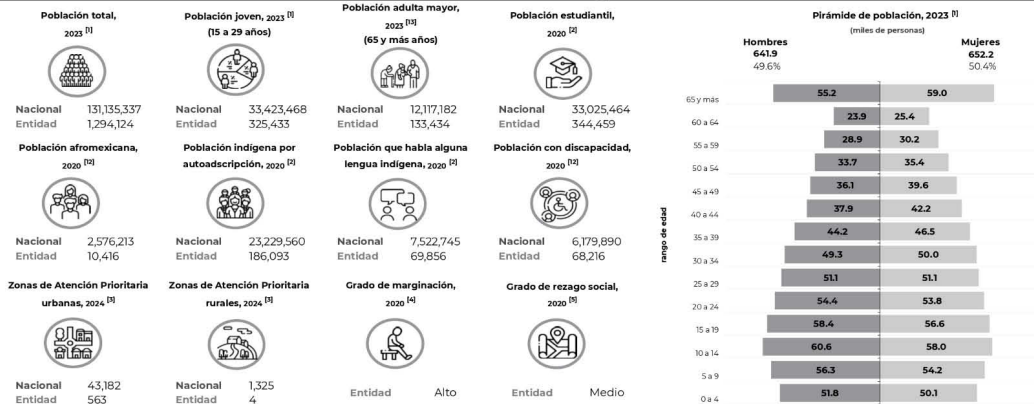 Población total,
2023 [1]
Nacional 131,135,337
Entidad 1,294,124
Población joven, 2023 [1]
(15 a 29 años)
Nacional 33,423,468
Entidad 325,433
Población adulta mayor,
2023 [13]
(65 y más años)
Nacional 12,117,182
Entidad 133,434
Población estudiantil,
2020 [2]
Nacional 33,025,464
Entidad 344,459
Población afromexicana,
2020 [12]
Nacional 2,576,213
Entidad 10,416
Población indígena por
autoadscripción, 2020 [2]
Nacional 23,229,560
Entidad 186,093
Población que habla alguna
lengua indígena, 2020 [2]
Nacional 7,522,745
Entidad 69,856
Población con discapacidad,
2020 [12]
Nacional 6,179,890
Entidad 68,216
Zonas de Atención Prioritaria
urbanas, 2024 [3]
Nacional 43,182
Entidad 563
Zonas de Atención Prioritaria
rurales, 2024 [3]
Nacional 1,325
Entidad 4
Grado de marginación,
2020 [4]
Entidad Alto
Grado de rezago social,
2020 [5]
Entidad Medio
Pirámide de población, 2023 [1]
(miles de personas)
Hombres Mujeres
641.9 652.2
49.6% 50.4%
rango de edad
65 y más 55.2 59.0
60 a 64 23.9 25.4
55 a 59 28.9 30.2
50 a 54 33.7 35.4
45 a 49 36.1 39.6
40 a 44 37.9 42.2
35 a 39 44.2 46.5
30 a 34 49.3 50.0
25 a 29 51.1 51.1
20 a 24 54.4 53.8
15 a 19 58.4 56.6
10 a 14 60.6 58.0
5 a 9 56.3 54.2
0 a 4 51.8 50.1